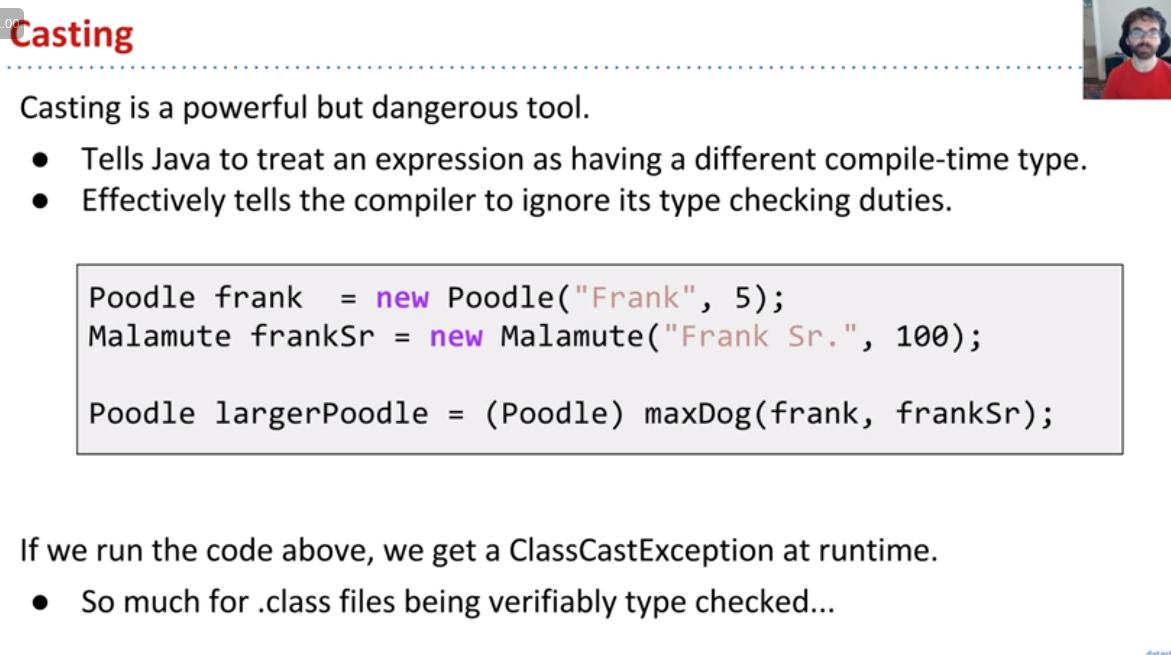 .00
Casting
Casting is a powerful but dangerous tool.
● Tells Java to treat an expression as having a different compile-time type.
● Effectively tells the compiler to ignore its type checking duties.
Poodle frank  = new Poodle("Frank", 5);
Malamute frankSr = new Malamute("Frank Sr.", 100);
Poodle largerPoodle = (Poodle) maxDog(frank, frankSr);
If we run the code above, we get a ClassCastException at runtime.
● So much for .class files being verifiably type checked...